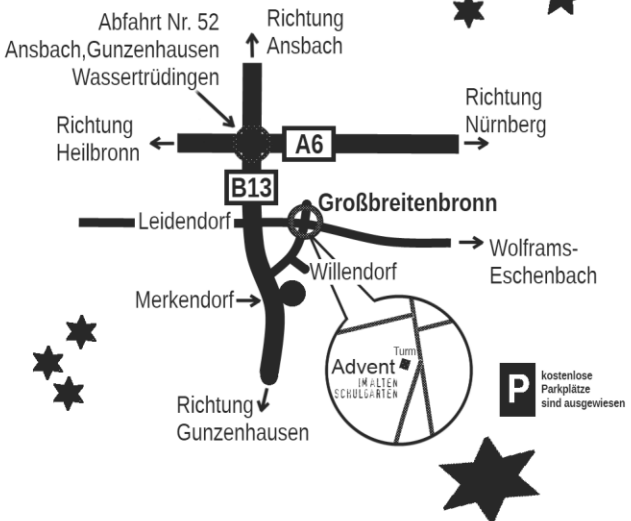 Abfahrt Nr. 52
Ansbach,Gunzenhausen
Wassertrüdingen
Richtung
Ansbach
Richtung
Heilbronn
A6
Richtung
Nürnberg
B13
Großbreitenbronn
Leidendorf
Wolframs-
Eschenbach
Willendorf
Merkendorf
Turm
Advent
IM ALTEN
SCHULGARTEN
P
kostenlose
Parkplätze
sind ausgewiesen
Richtung
Gunzenhausen